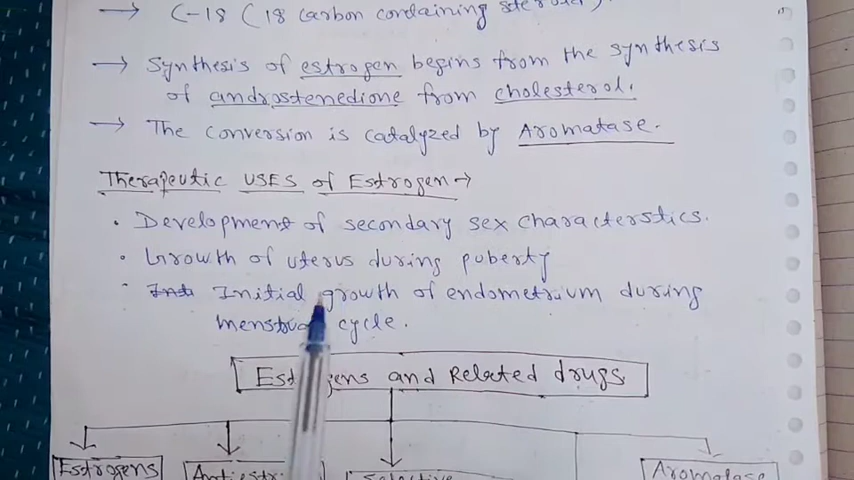 → C-18 (18 carbon containing steroid).
→ Synthesis of estrogen begins from the synthesis
of androstenedione from cholesterol.
→ The conversion is catalyzed by Aromatase.
Therapeutic USES of Estrogen →
• Development of secondary sex characterstics.
• Growth of uterus during puberty
• Initial growth of endometrium during
menstrual cycle.
Estrogens and Related drugs
Estrogens
Selective
Aromatase